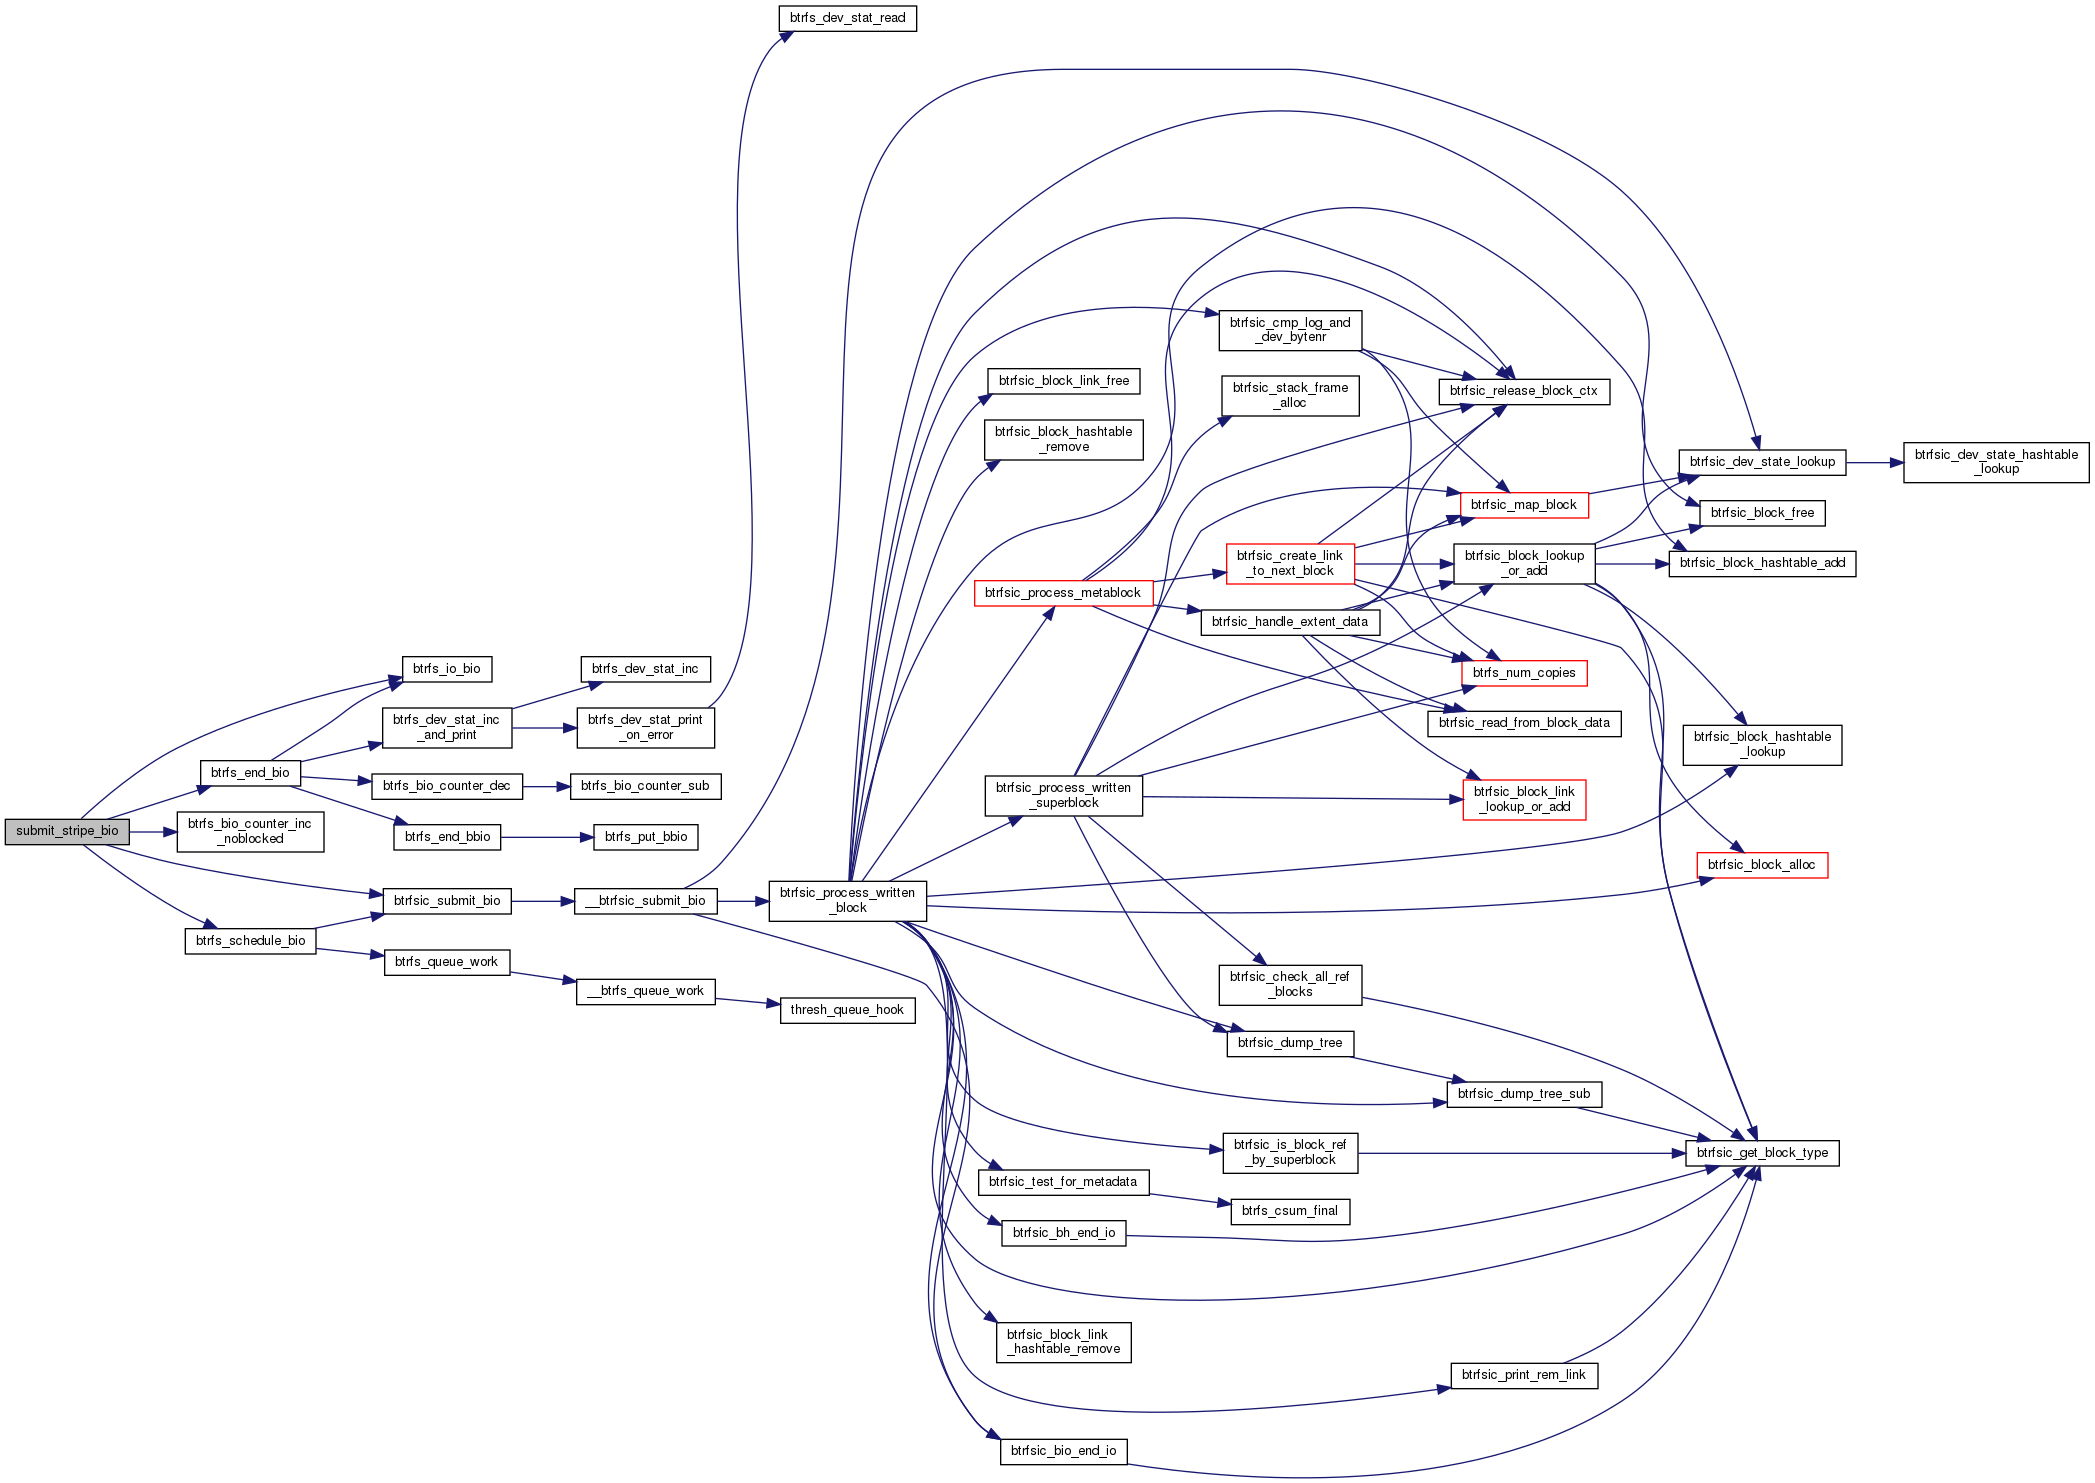 btrfs_dev_stat_read
btrfsic_cmp_log_and
_dev_bytenr
btrfsic_block_link_free
btrfsic_stack_frame
_alloc
btrfsic_release_block_ctx
btrfsic_block_hashtable
_remove
btrfsic_dev_state_lookup
btrfsic_dev_state_hashtable
_lookup
btrfsic_map_block
btrfsic_block_free
btrfsic_create_link
_to_next_block
btrfsic_block_lookup
_or_add
btrfsic_block_hashtable_add
btrfsic_process_metablock
btrfsic_handle_extent_data
btrfs_io_bio
btrfs_dev_stat_inc
btrfs_num_copies
btrfs_dev_stat_inc
_and_print
btrfs_dev_stat_print
_on_error
btrfsic_read_from_block_data
btrfsic_block_hashtable
_lookup
btrfs_end_bio
btrfs_bio_counter_dec
btrfs_bio_counter_sub
btrfsic_process_written
_superblock
btrfsic_block_link
_lookup_or_add
submit_stripe_bio
btrfs_bio_counter_inc
_noblocked
btrfs_end_bbio
btrfs_put_bbio
btrfsic_block_alloc
btrfsic_submit_bio
__btrfsic_submit_bio
btrfsic_process_written
_block
btrfs_schedule_bio
btrfs_queue_work
__btrfs_queue_work
thresh_queue_hook
btrfsic_check_all_ref
_blocks
btrfsic_dump_tree
btrfsic_dump_tree_sub
btrfsic_is_block_ref
_by_superblock
btrfsic_get_block_type
btrfsic_test_for_metadata
btrfs_csum_final
btrfsic_bh_end_io
btrfsic_block_link
_hashtable_remove
btrfsic_print_rem_link
btrfsic_bio_end_io